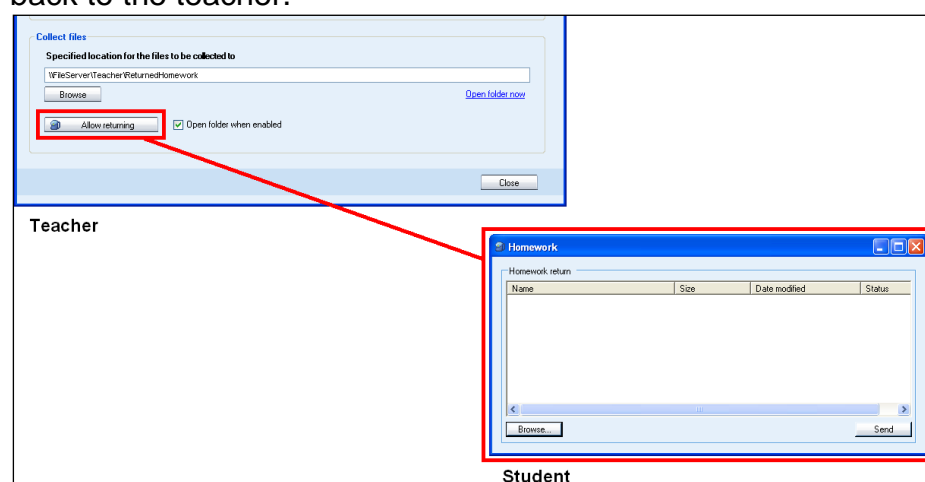 back to the teacher.
Collect files
Specified location for the files to be collected to
\\FileServer\Teacher\ReturnedHomework
Browse
Open folder now
Allow returning
Open folder when enabled
Close
Teacher
Homework
Homework return
Name Size Date modified Status
Browse... Send
Student